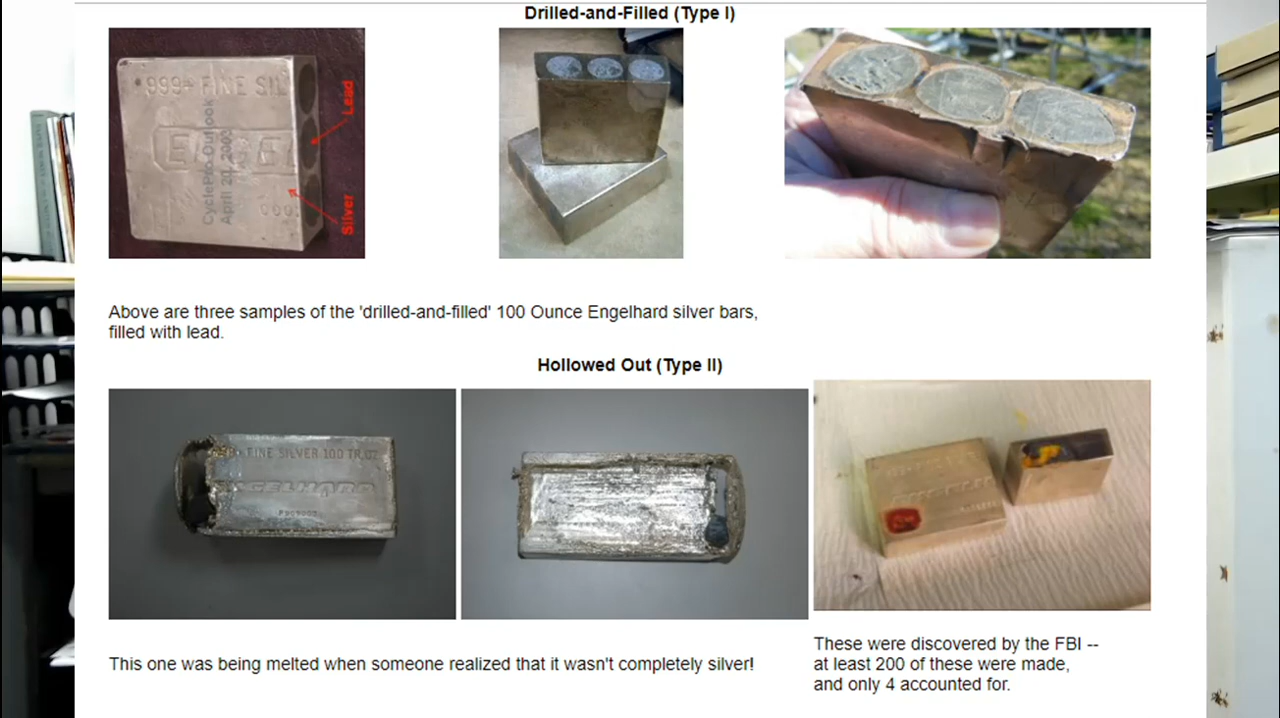 Drilled-and-Filled (Type I)
.999+ FINE SIL
CyclePro Outlook
April 20, 2003
Lead
Silver
Above are three samples of the 'drilled-and-filled' 100 Ounce Engelhard silver bars,
filled with lead.
Hollowed Out (Type II)
FINE SILVER 100 TR.OZ
ENGELHARD
This one was being melted when someone realized that it wasn't completely silver!
These were discovered by the FBI --
at least 200 of these were made,
and only 4 accounted for.